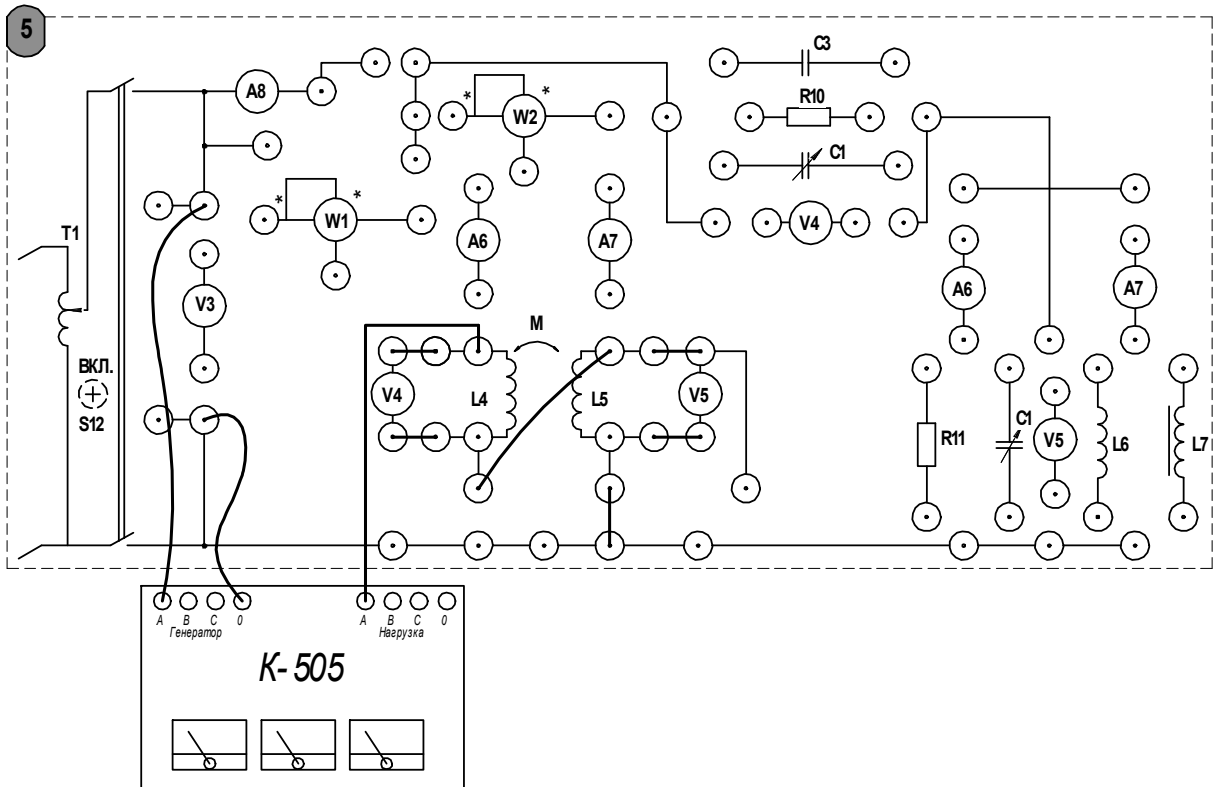 5
C3
A8
R10
* * W2
C1
* * W1
V4
T1
A6 A7
V3
A6 A7
M
ВКЛ.
S12
V4 L4 L5 V5
R11 C1 V5 L6 L7
A B C 0
Генератор
A B C 0
Нагрузка
К-505